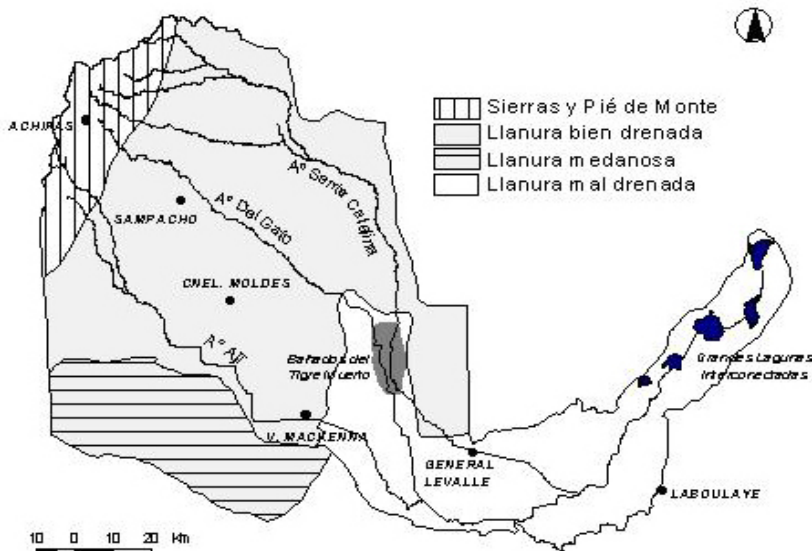 Sierras y Pié de Monte
Llanura bien drenada
Llanura medanosa
Llanura mal drenada
ACHIRAS
Aº Santa Catalina
SAMPACHO
Aº Del Gato
CNEL. MOLDES
Aº Ají
Bañados del
Tigre Muerto
Grandes Lagunas
Interconectadas
V. MACKENNA
GENERAL
LEVALLE
LABOULAYE
10 0 10 20 Km